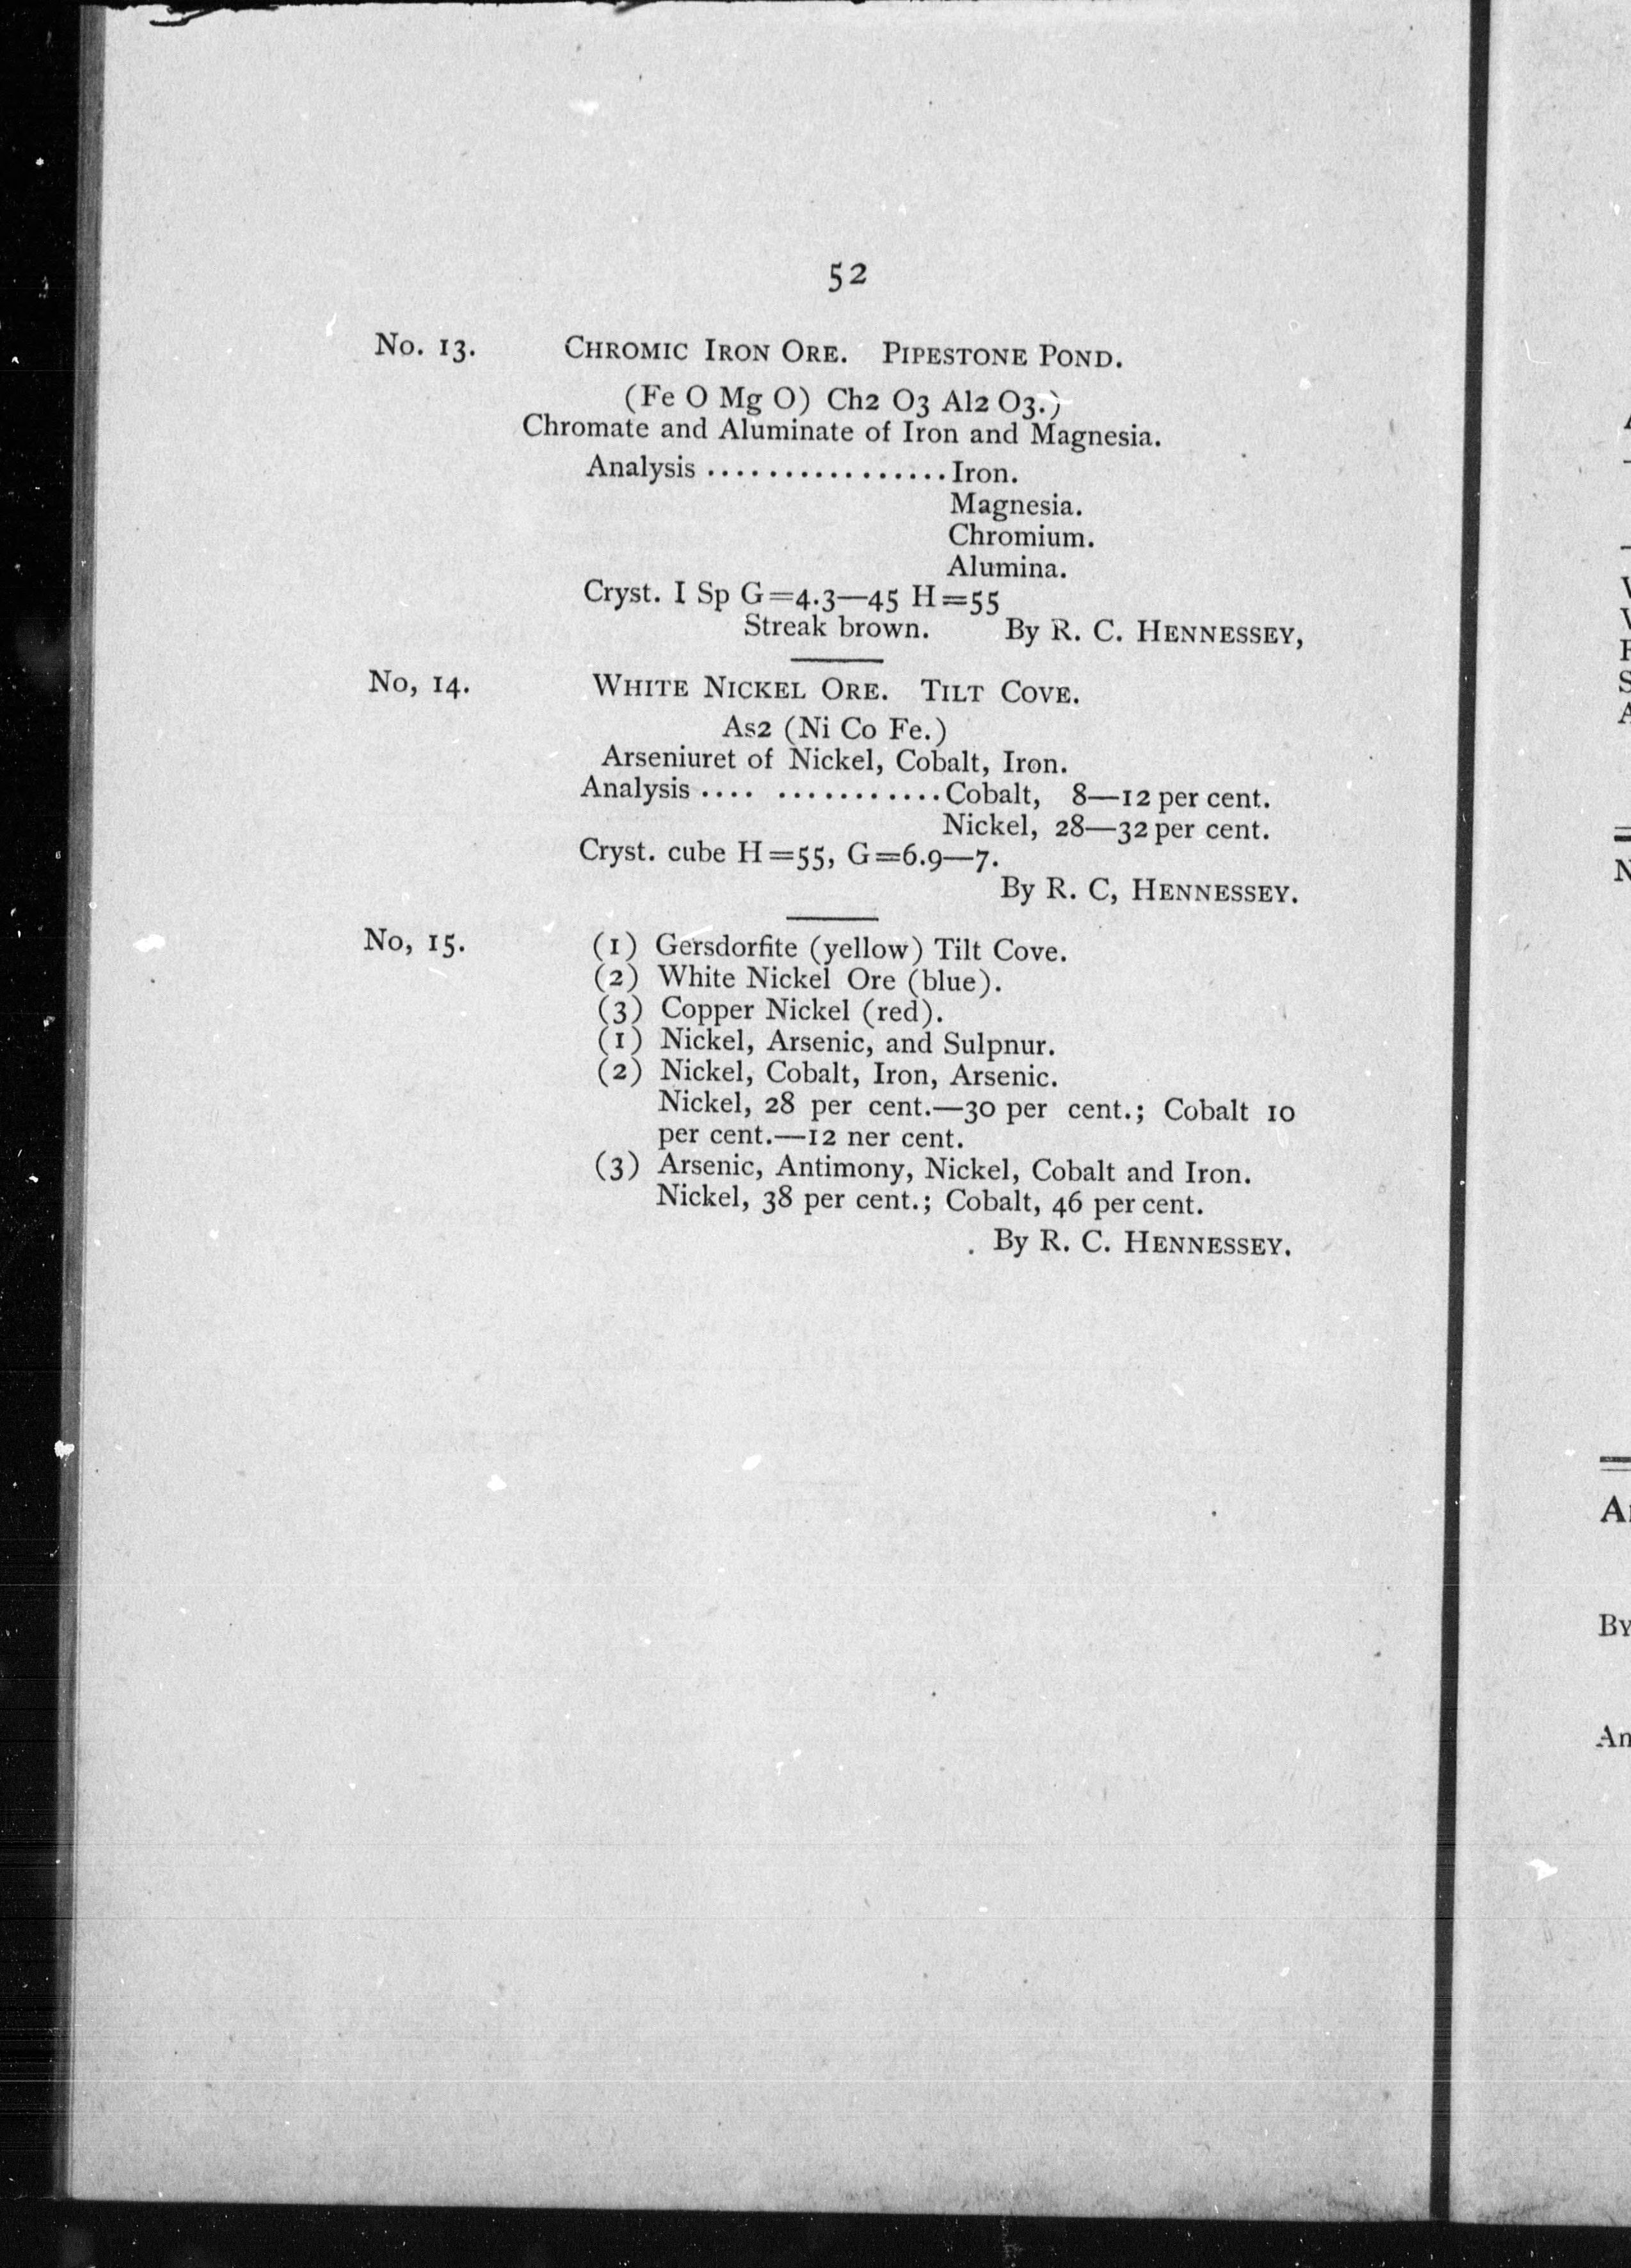 52
No. 13. CHROMIC IRON ORE. PIPESTONE POND.
(Fe O Mg O) Ch2 O3 Al2 O3.)
Chromate and Aluminate of Iron and Magnesia.
Analysis ................Iron.
Magnesia.
Chromium.
Alumina.
Cryst. I Sp G=4.3—45 H=55
Streak brown. By R. C. HENNESSEY,
No, 14. WHITE NICKEL ORE. TILT COVE.
As2 (Ni Co Fe.)
Arseniuret of Nickel, Cobalt, Iron.
Analysis .... ...........Cobalt, 8—12 per cent.
Nickel, 28—32 per cent.
Cryst. cube H=55, G=6.9—7.
By R. C, HENNESSEY.
No, 15. (1) Gersdorfite (yellow) Tilt Cove.
(2) White Nickel Ore (blue).
(3) Copper Nickel (red).
(1) Nickel, Arsenic, and Sulpnur.
(2) Nickel, Cobalt, Iron, Arsenic.
Nickel, 28 per cent.—30 per cent.; Cobalt 10
per cent.—12 ner cent.
(3) Arsenic, Antimony, Nickel, Cobalt and Iron.
Nickel, 38 per cent.; Cobalt, 46 per cent.
By R. C. HENNESSEY.